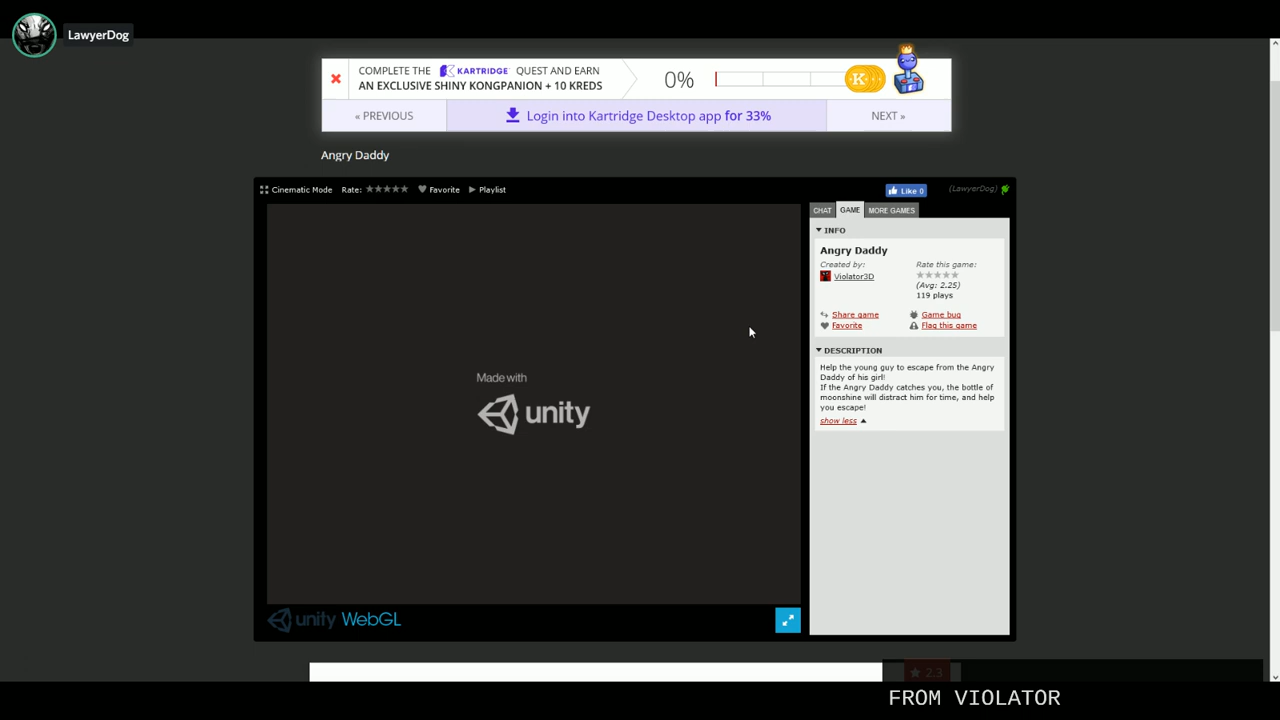 LawyerDog
COMPLETE THE KARTRIDGE QUEST AND EARN
AN EXCLUSIVE SHINY KONGPANION + 10 KREDS
0%
K
« PREVIOUS
Login into Kartridge Desktop app for 33%
NEXT »
Angry Daddy
Cinematic Mode
Rate:
Favorite
Playlist
Like 0
(LawyerDog)
CHAT
GAME
MORE GAMES
INFO
Angry Daddy
Created by:
Violator3D
Rate this game:
(Avg: 2.25)
119 plays
Share game
Game bug
Favorite
Flag this game
DESCRIPTION
Help the young guy to escape from the Angry
Daddy of his girl!
If the Angry Daddy catches you, the bottle of
moonshine will distract him for time, and help
you escape!
show less
Made with
unity
unity WebGL
2.3
FROM VIOLATOR